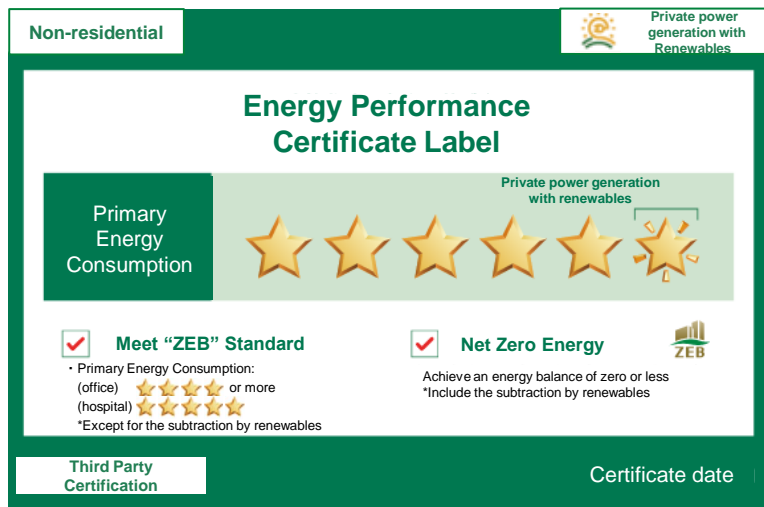 Non-residential
Private power
generation with
Renewables
Energy Performance
Certificate Label
Private power generation
with renewables
Primary
Energy
Consumption
Meet “ZEB” Standard
・Primary Energy Consumption:
(office) or more
(hospital)
*Except for the subtraction by renewables
Net Zero Energy
ZEB
Achieve an energy balance of zero or less
*Include the subtraction by renewables
Third Party
Certification
Certificate date